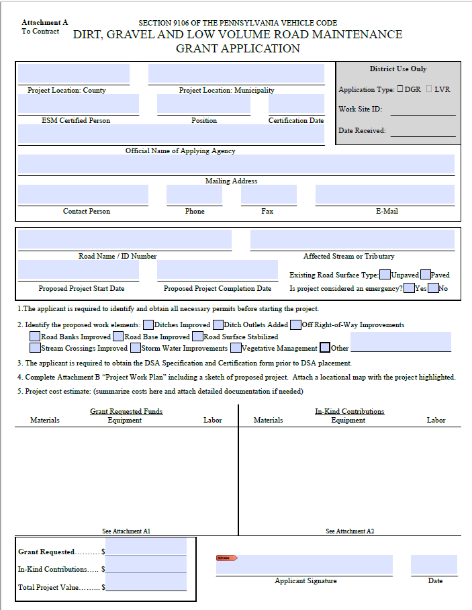 Attachment A
To Contract
SECTION 9106 OF THE PENNSYLVANIA VEHICLE CODE
DIRT, GRAVEL AND LOW VOLUME ROAD MAINTENANCE
GRANT APPLICATION
District Use Only
Project Location: County Project Location: Municipality
Application Type: DGR LVR
Work Site ID:
ESM Certified Person Position Certification Date
Date Received:
Official Name of Applying Agency
Mailing Address
Contact Person Phone Fax E-Mail
Road Name / ID Number Affected Stream or Tributary
Existing Road Surface Type: Unpaved Paved
Proposed Project Start Date Proposed Project Completion Date Is project considered an emergency? Yes No
1.The applicant is required to identify and obtain all necessary permits before starting the project.
2. Identify the proposed work elements: Ditches Improved Ditch Outlets Added Off Right-of-Way Improvements
Road Banks Improved Road Base Improved Road Surface Stabilized
Stream Crossings Improved Storm Water Improvements Vegetative Management Other
3. The applicant is required to obtain the DSA Specification and Certification form prior to DSA placement.
4. Complete Attachment B "Project Work Plan" including a sketch of proposed project. Attach a locational map with the project highlighted.
5. Project cost estimate: (summarize costs here and attach detailed documentation if needed)
Grant Requested Funds In-Kind Contributions
Materials Equipment Labor Materials Equipment Labor
See Attachment A1 See Attachment A2
Grant Requested.......... $
In-Kind Contributions..... $
Total Project Value........ $
Applicant Signature Date